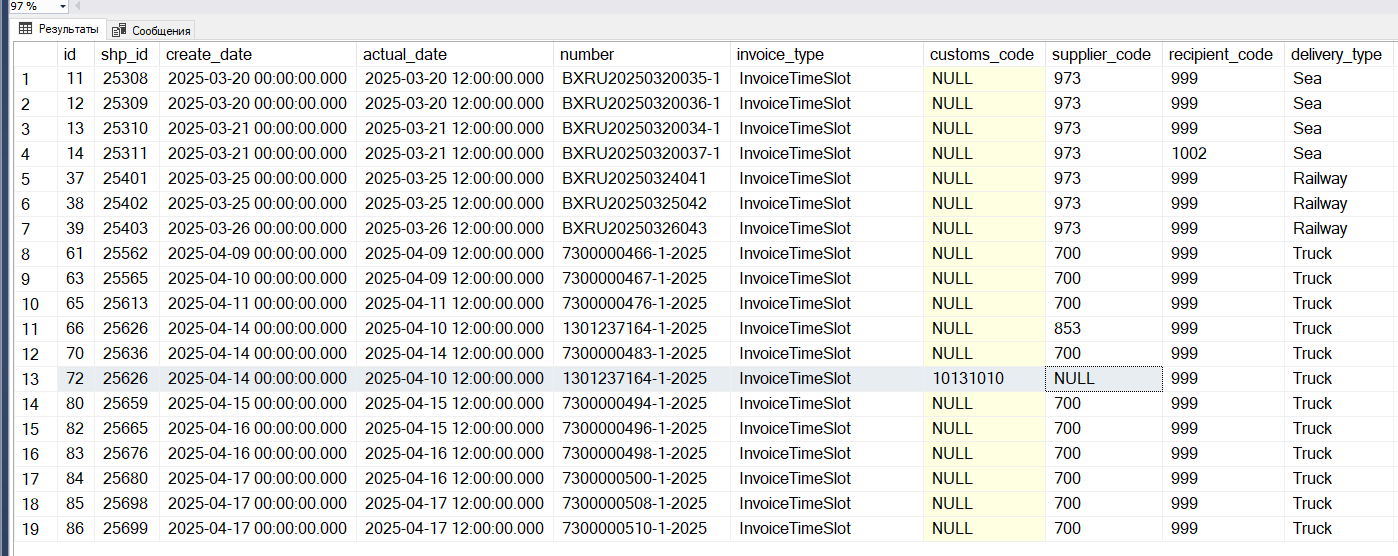 97 %
Результаты Сообщения
id shp_id create_date actual_date number invoice_type customs_code supplier_code recipient_code delivery_type
1 11 25308 2025-03-20 00:00:00.000 2025-03-20 12:00:00.000 BXRU20250320035-1 InvoiceTimeSlot NULL 973 999 Sea
2 12 25309 2025-03-20 00:00:00.000 2025-03-20 12:00:00.000 BXRU20250320036-1 InvoiceTimeSlot NULL 973 999 Sea
3 13 25310 2025-03-21 00:00:00.000 2025-03-21 12:00:00.000 BXRU20250320034-1 InvoiceTimeSlot NULL 973 999 Sea
4 14 25311 2025-03-21 00:00:00.000 2025-03-21 12:00:00.000 BXRU20250320037-1 InvoiceTimeSlot NULL 973 1002 Sea
5 37 25401 2025-03-25 00:00:00.000 2025-03-25 12:00:00.000 BXRU20250324041 InvoiceTimeSlot NULL 973 999 Railway
6 38 25402 2025-03-25 00:00:00.000 2025-03-25 12:00:00.000 BXRU20250325042 InvoiceTimeSlot NULL 973 999 Railway
7 39 25403 2025-03-26 00:00:00.000 2025-03-26 12:00:00.000 BXRU20250326043 InvoiceTimeSlot NULL 973 999 Railway
8 61 25562 2025-04-09 00:00:00.000 2025-04-09 12:00:00.000 7300000466-1-2025 InvoiceTimeSlot NULL 700 999 Truck
9 63 25565 2025-04-10 00:00:00.000 2025-04-09 12:00:00.000 7300000467-1-2025 InvoiceTimeSlot NULL 700 999 Truck
10 65 25613 2025-04-11 00:00:00.000 2025-04-11 12:00:00.000 7300000476-1-2025 InvoiceTimeSlot NULL 700 999 Truck
11 66 25626 2025-04-14 00:00:00.000 2025-04-10 12:00:00.000 1301237164-1-2025 InvoiceTimeSlot NULL 853 999 Truck
12 70 25636 2025-04-14 00:00:00.000 2025-04-14 12:00:00.000 7300000483-1-2025 InvoiceTimeSlot NULL 700 999 Truck
13 72 25626 2025-04-14 00:00:00.000 2025-04-10 12:00:00.000 1301237164-1-2025 InvoiceTimeSlot 10131010 NULL 999 Truck
14 80 25659 2025-04-15 00:00:00.000 2025-04-15 12:00:00.000 7300000494-1-2025 InvoiceTimeSlot NULL 700 999 Truck
15 82 25665 2025-04-16 00:00:00.000 2025-04-15 12:00:00.000 7300000496-1-2025 InvoiceTimeSlot NULL 700 999 Truck
16 83 25676 2025-04-16 00:00:00.000 2025-04-16 12:00:00.000 7300000498-1-2025 InvoiceTimeSlot NULL 700 999 Truck
17 84 25680 2025-04-17 00:00:00.000 2025-04-16 12:00:00.000 7300000500-1-2025 InvoiceTimeSlot NULL 700 999 Truck
18 85 25698 2025-04-17 00:00:00.000 2025-04-17 12:00:00.000 7300000508-1-2025 InvoiceTimeSlot NULL 700 999 Truck
19 86 25699 2025-04-17 00:00:00.000 2025-04-17 12:00:00.000 7300000510-1-2025 InvoiceTimeSlot NULL 700 999 Truck